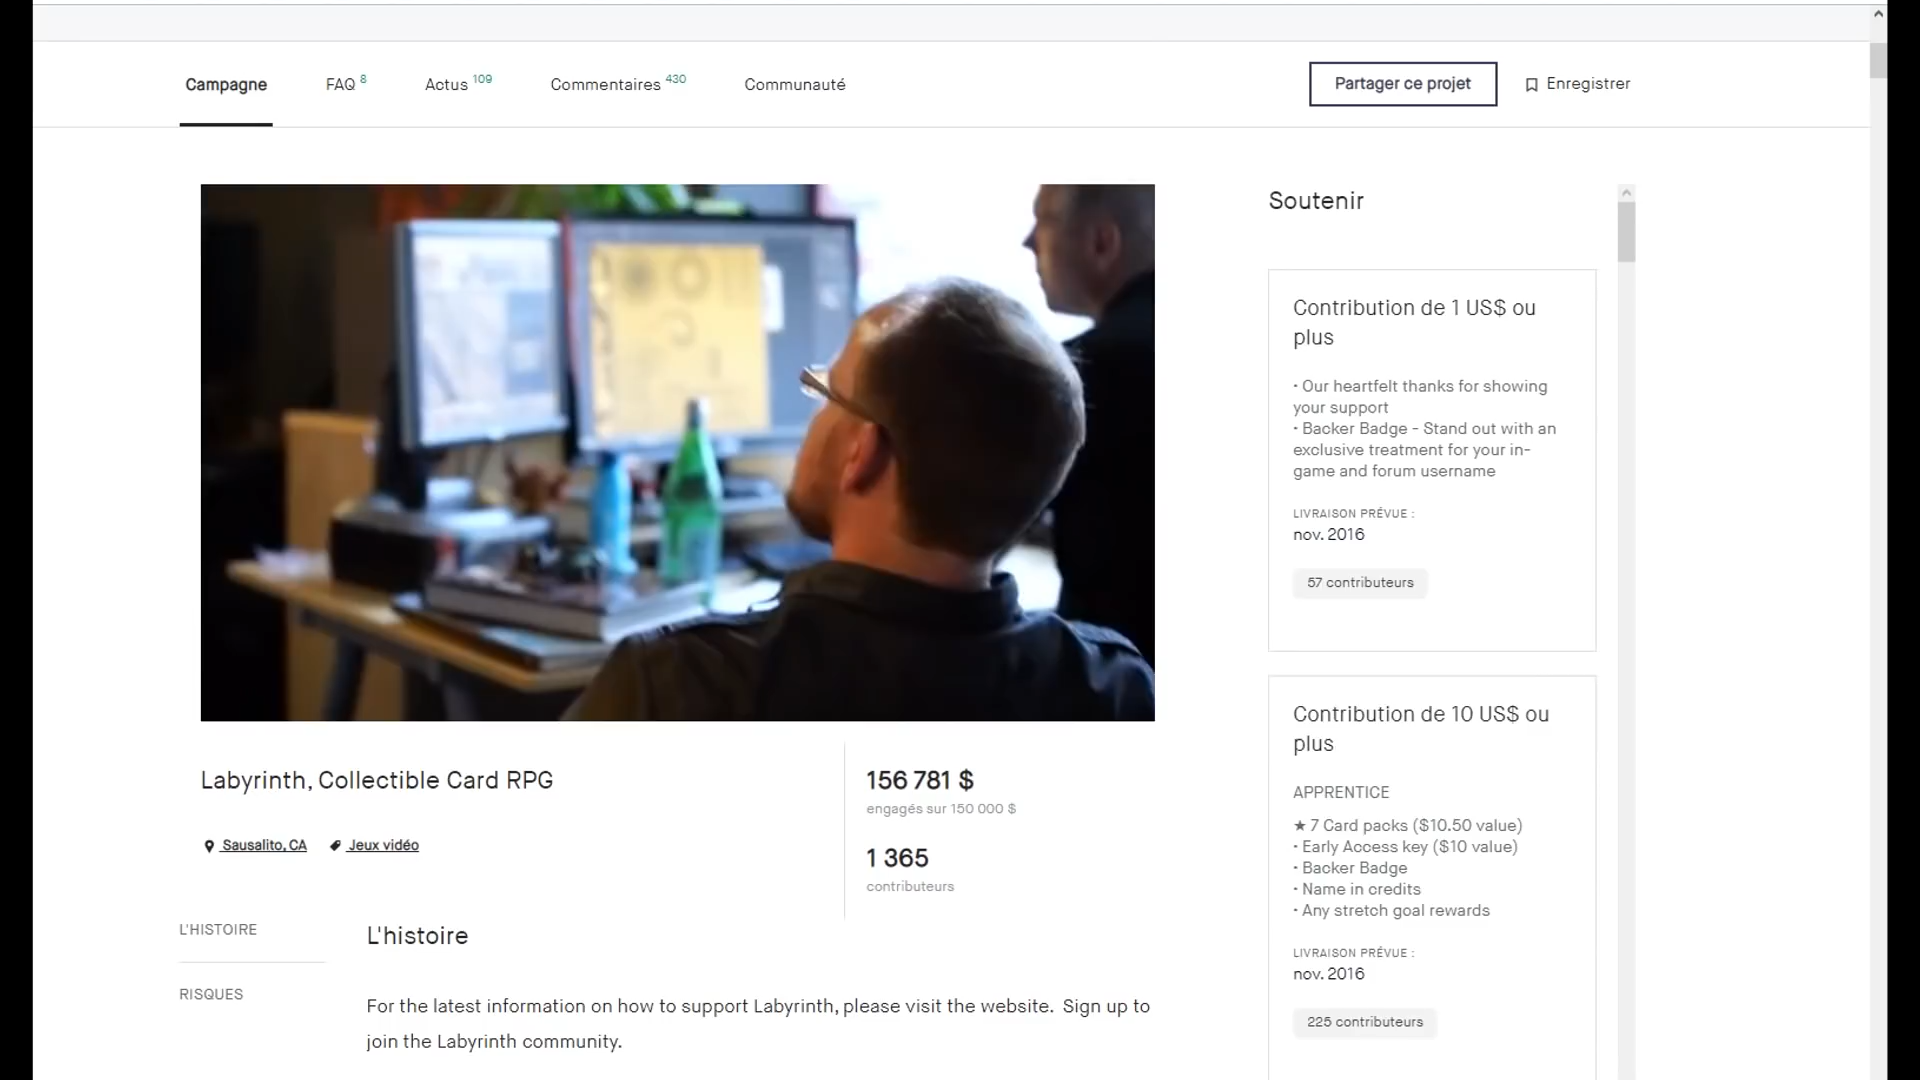 Campagne
FAQ 8
Actus 109
Commentaires 430
Communauté
Partager ce projet
Enregistrer
Labyrinth, Collectible Card RPG
Sausalito, CA
Jeux vidéo
156 781 $
engagés sur 150 000 $
1 365
contributeurs
L'HISTOIRE
RISQUES
L'histoire
For the latest information on how to support Labyrinth, please visit the website. Sign up to
join the Labyrinth community.
Soutenir
Contribution de 1 US$ ou
plus
• Our heartfelt thanks for showing
your support
• Backer Badge - Stand out with an
exclusive treatment for your in-
game and forum username
LIVRAISON PRÉVUE :
nov. 2016
57 contributeurs
Contribution de 10 US$ ou
plus
APPRENTICE
★ 7 Card packs ($10.50 value)
• Early Access key ($10 value)
• Backer Badge
• Name in credits
• Any stretch goal rewards
LIVRAISON PRÉVUE :
nov. 2016
225 contributeurs